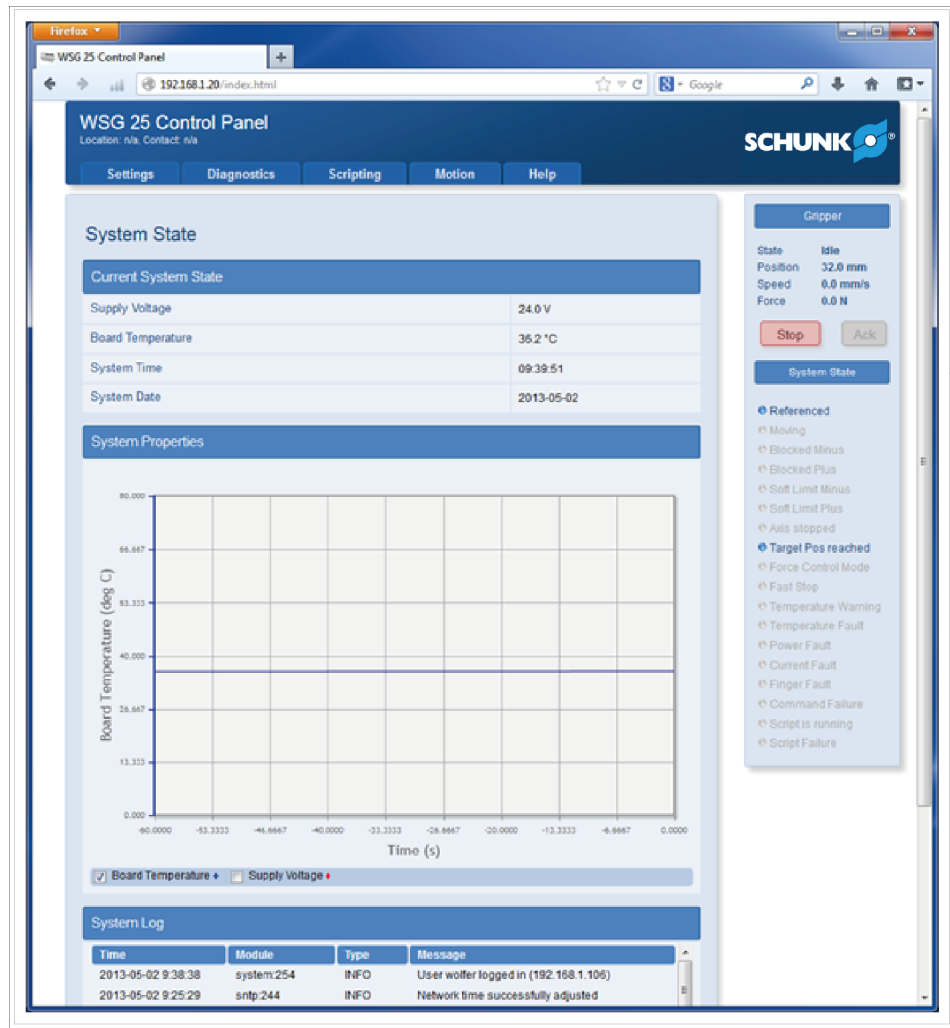 Firefox
WSG 25 Control Panel
192.168.1.20/index.html
Google
WSG 25 Control Panel
Location: n/a, Contact: n/a
SCHUNK
Settings Diagnostics Scripting Motion Help
System State
Current System State
Supply Voltage 24.0 V
Board Temperature 36.2 °C
System Time 09:39:51
System Date 2013-05-02
System Properties
80.000
66.667
53.333
40.000
26.667
13.333
0.000
Board Temperature (deg C)
-60.0000 -53.3333 -46.6667 -40.0000 -33.3333 -26.6667 -20.0000 -13.3333 -6.6667 0.0000
Time (s)
Board Temperature + Supply Voltage +
System Log
Time Module Type Message
2013-05-02 9:38:38 system:254 INFO User wolfer logged in (192.168.1.106)
2013-05-02 9:25:29 sntp:244 INFO Network time successfully adjusted
Gripper
State Idle
Position 32.0 mm
Speed 0.0 mm/s
Force 0.0 N
Stop Ack
System State
Referenced
Moving
Blocked Minus
Blocked Plus
Soft Limit Minus
Soft Limit Plus
Axis stopped
Target Pos reached
Force Control Mode
Fast Stop
Temperature Warning
Temperature Fault
Power Fault
Current Fault
Finger Fault
Command Failure
Script is running
Script Failure